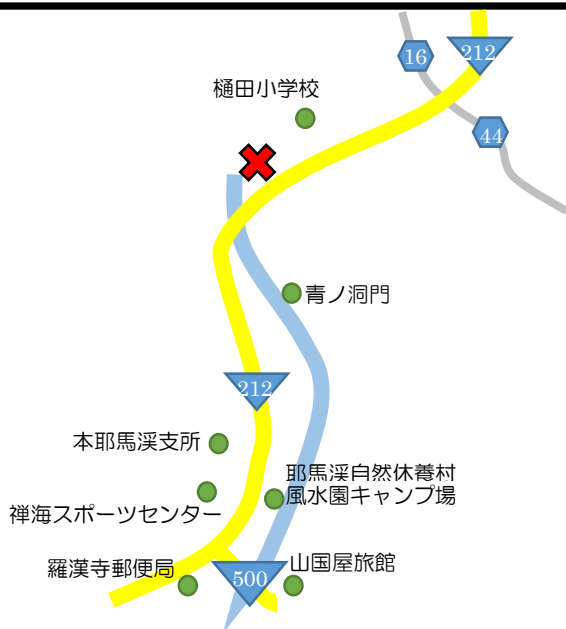 212
16
樋田小学校
44
青ノ洞門
212
本耶馬渓支所
耶馬渓自然休養村
風水園キャンプ場
禅海スポーツセンター
羅漢寺郵便局
山国屋旅館
500